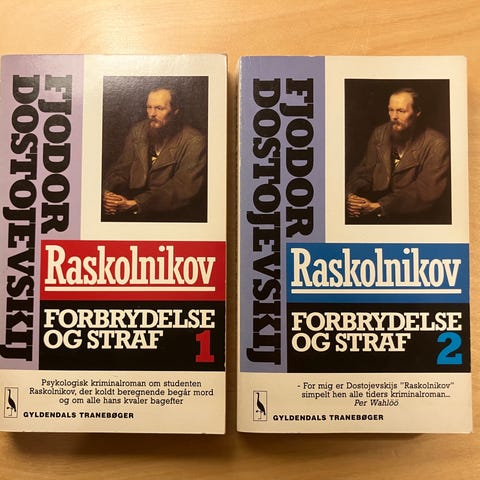 FJODOR
DOSTOJEVSKIJ
Raskolnikov
FORBRYDELSE
OG STRAF 1
Psykologisk kriminalroman om studenten
Raskolnikov, der koldt beregnende begår mord
og om alle hans kvaler bagefter
GYLDENDALS TRANEBØGER
FJODOR
DOSTOJEVSKIJ
Raskolnikov
FORBRYDELSE
OG STRAF 2
- For mig er Dostojevskijs "Raskolnikov"
simpelt hen alle tiders kriminalroman...
Per Wahlöö
GYLDENDALS TRANEBØGER